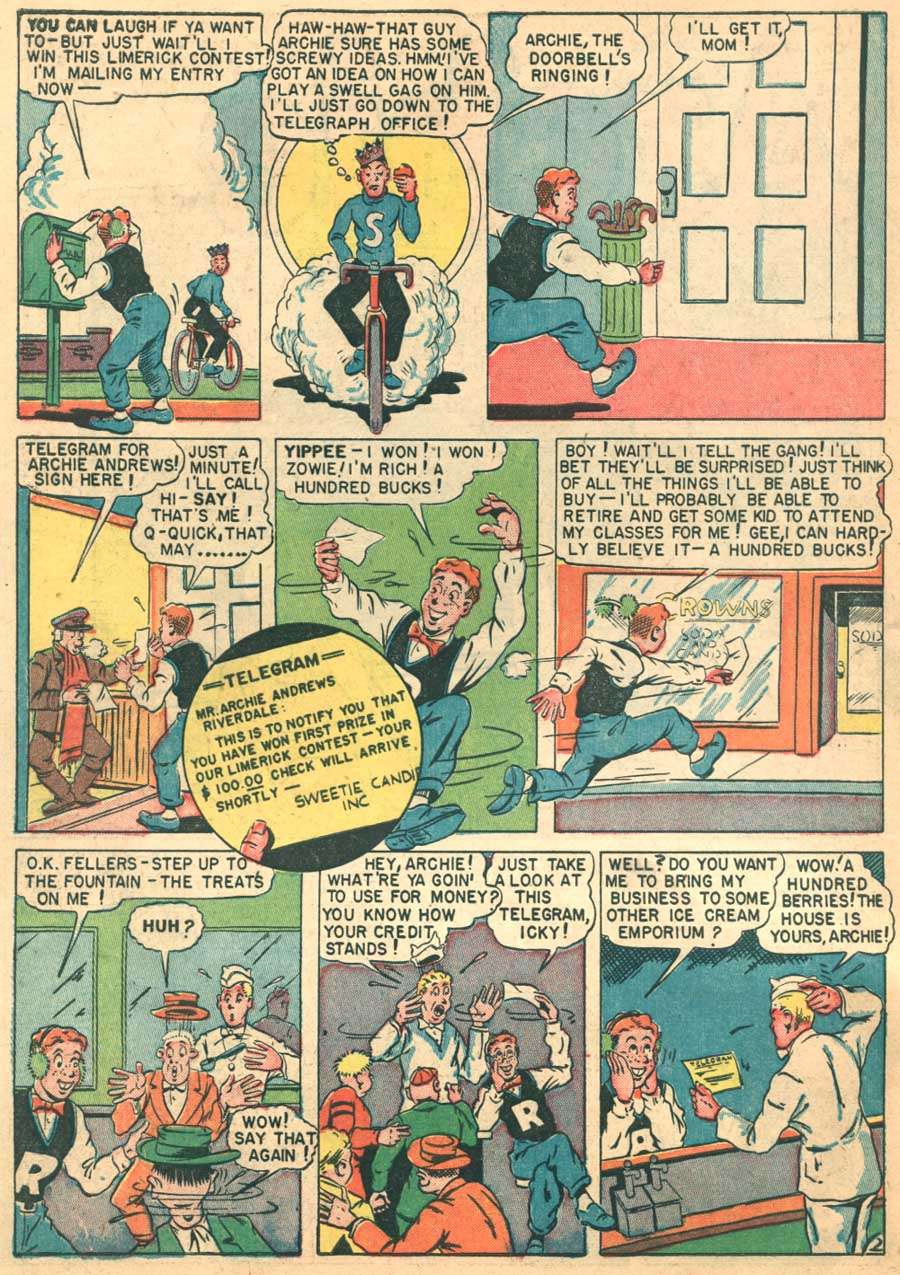 YOU CAN LAUGH IF YA WANT
TO-BUT JUST WAIT'LL I
WIN THIS LIMERICK CONTEST!
I'M MAILING MY ENTRY
NOW—
MAIL
HAW-HAW-THAT GUY
ARCHIE SURE HAS SOME
SCREWY IDEAS. HMM! I'VE
GOT AN IDEA ON HOW I CAN
PLAY A SWELL GAG ON HIM.
I'LL JUST GO DOWN TO THE
TELEGRAPH OFFICE!
S
ARCHIE, THE
DOORBELL'S
RINGING!
I'LL GET IT,
MOM!
TELEGRAM FOR
ARCHIE ANDREWS!
SIGN HERE!
JUST A
MINUTE!
I'LL CALL
HI-SAY!
THAT'S ME!
Q-QUICK, THAT
MAY.......
YIPPEE-I WON! I WON!
ZOWIE! I'M RICH! A
HUNDRED BUCKS!
TELEGRAM
MR. ARCHIE ANDREWS
RIVERDALE:
THIS IS TO NOTIFY YOU THAT
YOU HAVE WON FIRST PRIZE IN
OUR LIMERICK CONTEST-YOUR
$100.00 CHECK WILL ARRIVE
SHORTLY—
SWEETIE CANDIE
INC
BOY! WAIT'LL I TELL THE GANG! I'LL
BET THEY'LL BE SURPRISED! JUST THINK
OF ALL THE THINGS I'LL BE ABLE TO
BUY-I'LL PROBABLY BE ABLE TO
RETIRE AND GET SOME KID TO ATTEND
MY CLASSES FOR ME! GEE, I CAN HARD-
LY BELIEVE IT-A HUNDRED BUCKS!
CROWNS
SODA
AND
CANDY
SOD
O.K. FELLERS-STEP UP TO
THE FOUNTAIN-THE TREATS
ON ME!
HUH?
WOW!
SAY THAT
AGAIN!
R
HEY, ARCHIE!
WHAT'RE YA GOIN'
TO USE FOR MONEY?
YOU KNOW HOW
YOUR CREDIT
STANDS!
JUST TAKE
A LOOK AT
THIS
TELEGRAM,
ICKY!
R
WELL? DO YOU WANT
ME TO BRING MY
BUSINESS TO SOME
OTHER ICE CREAM
EMPORIUM?
WOW! A
HUNDRED
BERRIES! THE
HOUSE IS
YOURS, ARCHIE!
TELEGRAM
R
2